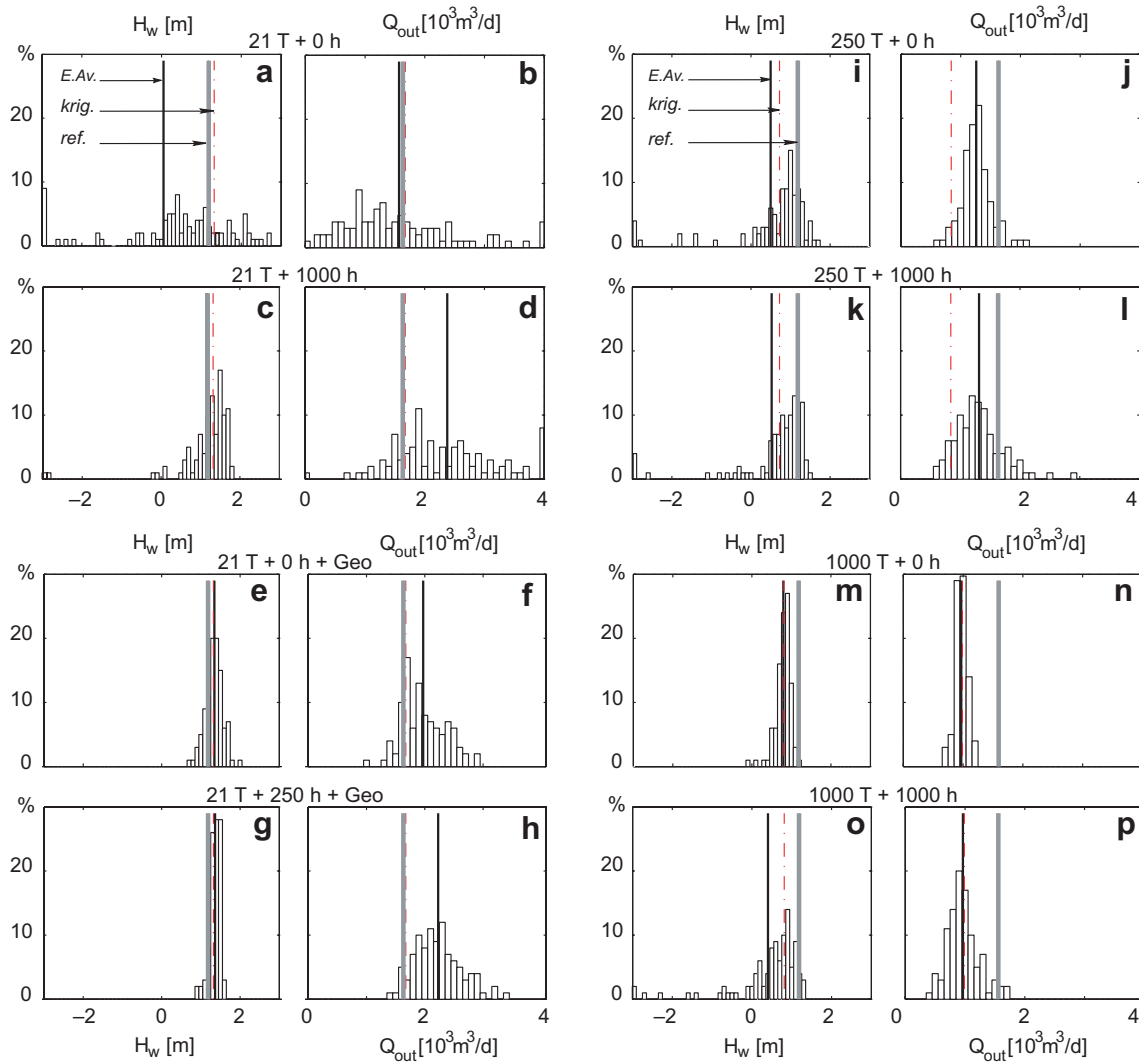 H_w [m] Q_out [10^3m^3/d] H_w [m] Q_out [10^3m^3/d]
21 T + 0 h 250 T + 0 h
% a b i j
E.Av. E.Av.
krig. krig.
ref. ref.
30
20 20
10 10
0 0
21 T + 1000 h 250 T + 1000 h
% c d % k l
20 20
10 10
0 0
−2 0 2 0 2 4 −2 0 2 0 2 4
H_w [m] Q_out [10^3m^3/d] H_w [m] Q_out [10^3m^3/d]
21 T + 0 h + Geo 1000 T + 0 h
% e f % m n
20 20
10 10
0 0
21 T + 250 h + Geo 1000 T + 1000 h
% g h % o p
20 20
10 10
0 0
−2 0 2 0 2 4 −2 0 2 0 2 4
H_w [m] Q_out [10^3m^3/d] H_w [m] Q_out [10^3m^3/d]